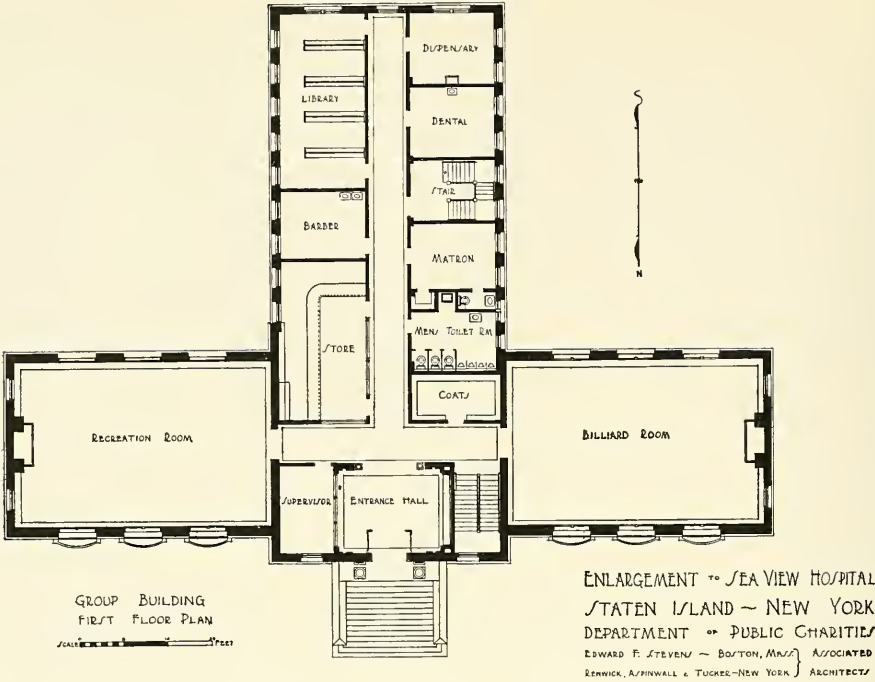 DISPENSARY
LIBRARY
DENTAL
STAIR
BARBER
MATRON
MENS TOILET RM
STORE
COATS
RECREATION ROOM
BILLIARD ROOM
SUPERVISOR
ENTRANCE HALL
S
N
GROUP BUILDING
FIRST FLOOR PLAN
SCALE FEET
ENLARGEMENT TO SEA VIEW HOSPITAL
STATEN ISLAND ~ NEW YORK
DEPARTMENT OF PUBLIC CHARITIES
EDWARD F. STEVENS ~ BOSTON, MASS. } ASSOCIATED
RENWICK, ASPINWALL & TUCKER-NEW YORK } ARCHITECTS